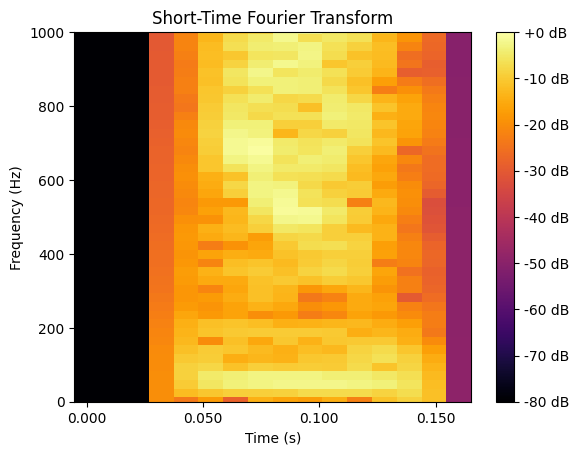 Short-Time Fourier Transform
1000
800
600
400
200
0
Frequency (Hz)
0.000
0.050
0.100
0.150
Time (s)
+0 dB
-10 dB
-20 dB
-30 dB
-40 dB
-50 dB
-60 dB
-70 dB
-80 dB